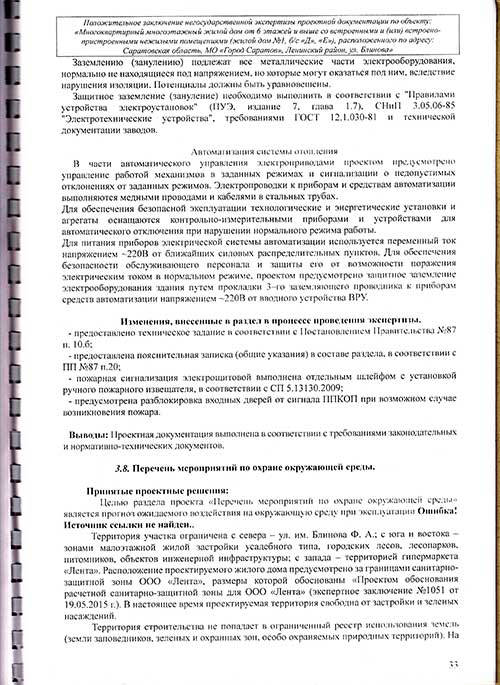 Положительное заключение негосударственной экспертизы проектной документации по объекту:
«Многоквартирный многоэтажный жилой дом от 6 этажей и выше со встроенными и (или) встроено-
пристроенными нежилыми помещениями (жилой дом №1, б/с «Д», «Е»), расположенного по адресу:
Саратовская область, МО «Город Саратов», Ленинский район, ул. Блинова»
Заземлению (занулению) подлежат все металлические части электрооборудования,
нормально не находящиеся под напряжением, но которые могут оказаться под ним, вследствие
нарушения изоляции. Потенциалы должны быть уравновешены.
Защитное заземление (зануление) необходимо выполнить в соответствии с "Правилами
устройства электроустановок" (ПУЭ, издание 7, глава 1.7), СНиП 3.05.06-85
"Электротехнические устройства", требованиями ГОСТ 12.1.030-81 и технической
документации заводов.
Автоматизация системы отопления
В части автоматического управления электроприводами проектом предусмотрено
управление работой механизмов в заданных режимах и сигнализации о недопустимых
отклонениях от заданных режимов. Электропроводки к приборам и средствам автоматизации
выполняются медными проводами и кабелями в стальных трубах.
Для обеспечения безопасной эксплуатации технологические и энергетические установки и
агрегаты оснащаются контрольно-измерительными приборами и устройствами для
автоматического отключения при нарушении нормального режима работы.
Для питания приборов электрической системы автоматизации используется переменный ток
напряжением ~220В от ближайших силовых распределительных пунктов. Для обеспечения
безопасности обслуживающего персонала и защиты его от возможности поражения
электрическим током в нормальном режиме, проектом предусмотрено защитное заземление
электрооборудования здания путем прокладки 3-го заземляющего проводника к приборам
средств автоматизации напряжением ~220В от вводного устройства ВРУ.
Изменения, внесенные в раздел в процессе проведения экспертизы.
- предоставлено техническое задание в соответствии с Постановлением Правительства №87
п. 10.б;
- предоставлена пояснительная записка (общие указания) в составе раздела, в соответствии с
ПП №87 п.20;
- пожарная сигнализация электрощитовой выполнена отдельным шлейфом с установкой
ручного пожарного извещателя, в соответствии с СП 5.13130.2009;
- предусмотрена разблокировка входных дверей от сигнала ППКОП при возможном случае
возникновения пожара.
Выводы: Проектная документация выполнена в соответствии с требованиями законодательных
и нормативно-технических документов.
3.8. Перечень мероприятий по охране окружающей среды.
Принятые проектные решения:
Целью раздела проекта «Перечень мероприятий по охране окружающей среды»
является прогноз ожидаемого воздействия на окружающую среду при эксплуатации Ошибка!
Источник ссылки не найден..
Территория участка ограничена с севера – ул. им. Блинова Ф. А.; с юга и востока –
зонами малоэтажной жилой застройки усадебного типа, городских лесов, лесопарков,
питомников, объектов инженерной инфраструктуры; с запада – территорией гипермаркета
«Лента». Расположение проектируемого жилого дома предусмотрено за границами санитарно-
защитной зоны ООО «Лента», размеры которой обоснованы «Проектом обоснования
расчетной санитарно-защитной зоны для ООО «Лента» (экспертное заключение №1051 от
19.05.2015 г.). В настоящее время проектируемая территория свободна от застройки и зеленых
насаждений.
Территория строительства не попадает в ограниченный реестр использования земель
(земли заповедников, зеленых и охранных зон, особо охраняемых природных территорий). На
33